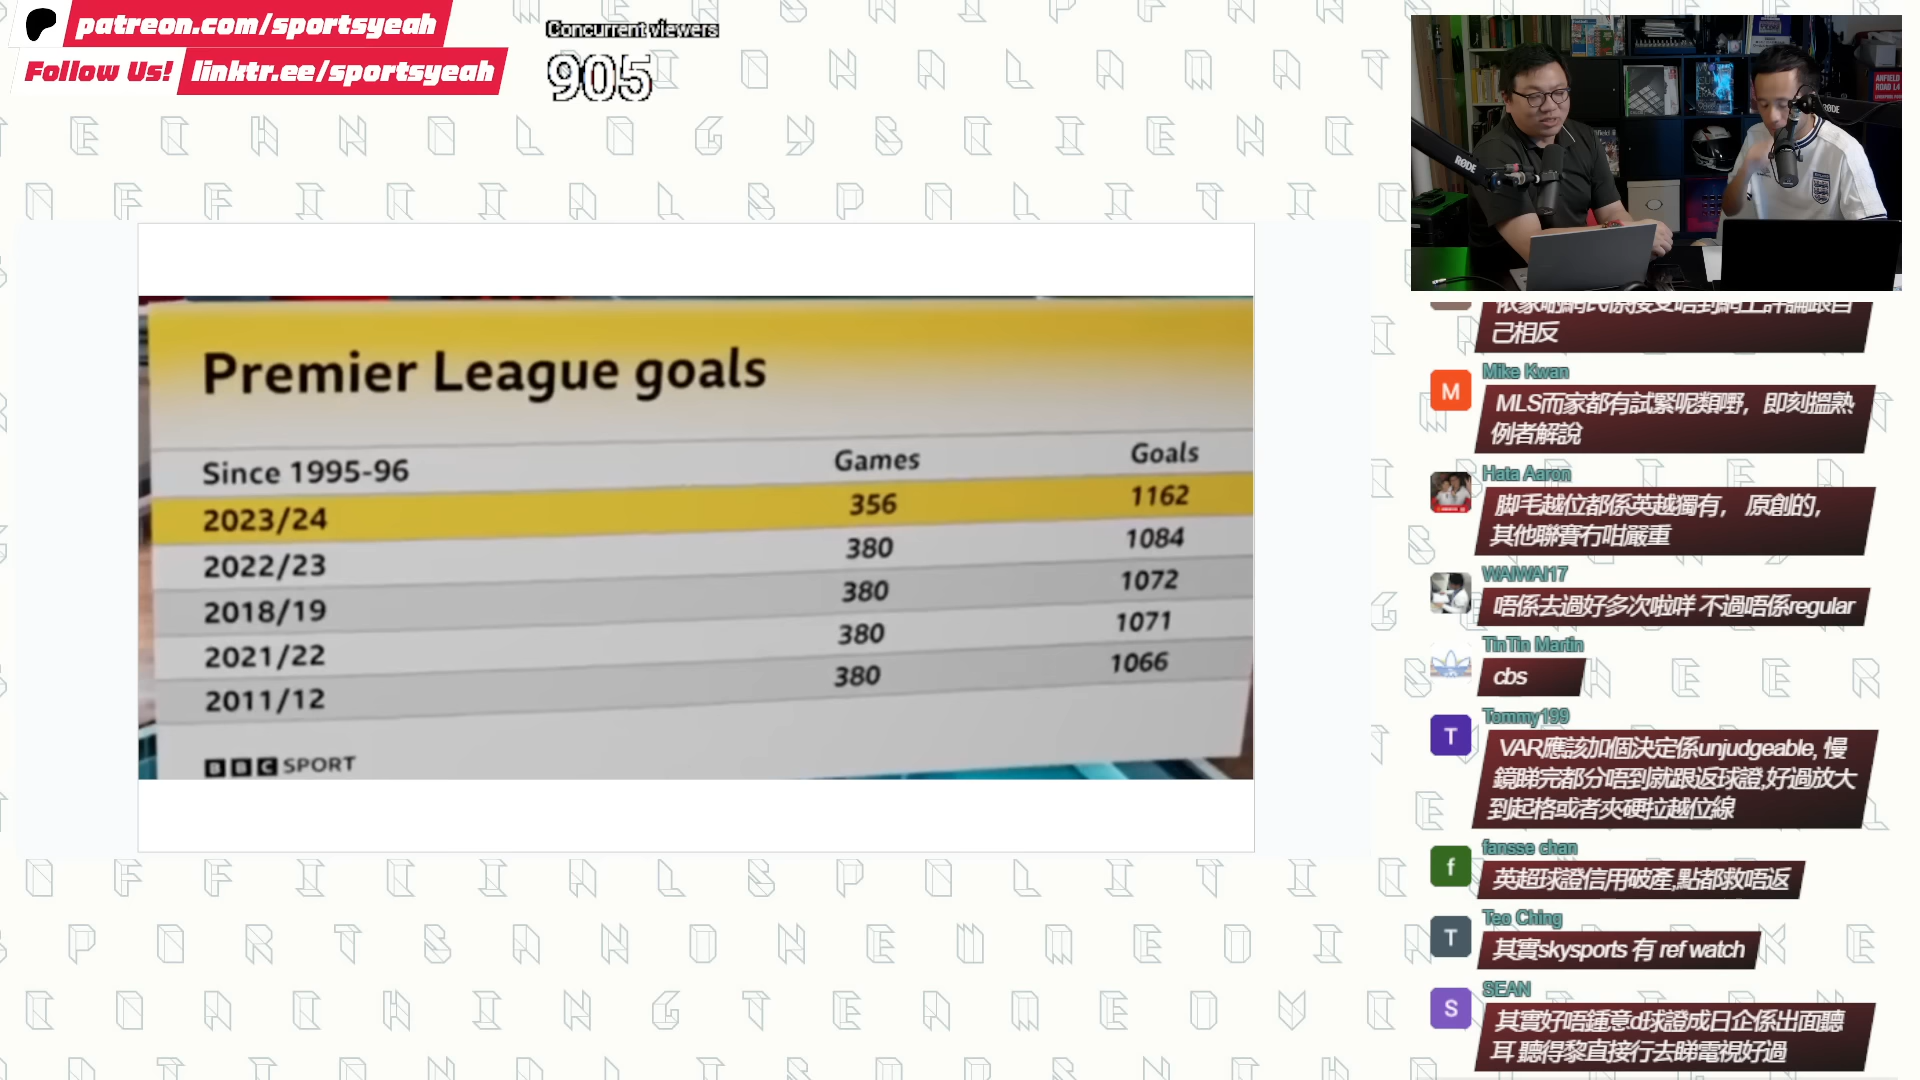 patreon.com/sportsyeah
Follow Us! linktr.ee/sportsyeah
Concurrent viewers
905
Premier League goals
Since 1995-96 Games Goals
2023/24 356 1162
2022/23 380 1084
2018/19 380 1072
2021/22 380 1071
2011/12 380 1066
BBC SPORT
RØDE
RØDE
ANFIELD
ROAD L4
己相反
Mike Kwan
MLS而家都有試緊呢類嘢，即刻搵熟
例者解說
Hata Aaron
脚毛越位都係英越獨有， 原創的，
其他聯賽冇咁嚴重
WAIWAI17
唔係去過好多次啦咩 不過唔係regular
TinTin Martin
cbs
Tommy199
VAR應該加個決定係unjudgeable, 慢
鏡睇完都分唔到就跟返球證,好過放大
到起格或者夾硬拉越位線
fansse chan
英超球證信用破產,點都救唔返
Teo Ching
其實skysports 有 ref watch
SEAN
其實好唔鍾意d球證成日企係出面聽
耳 聽得黎直接行去睇電視好過